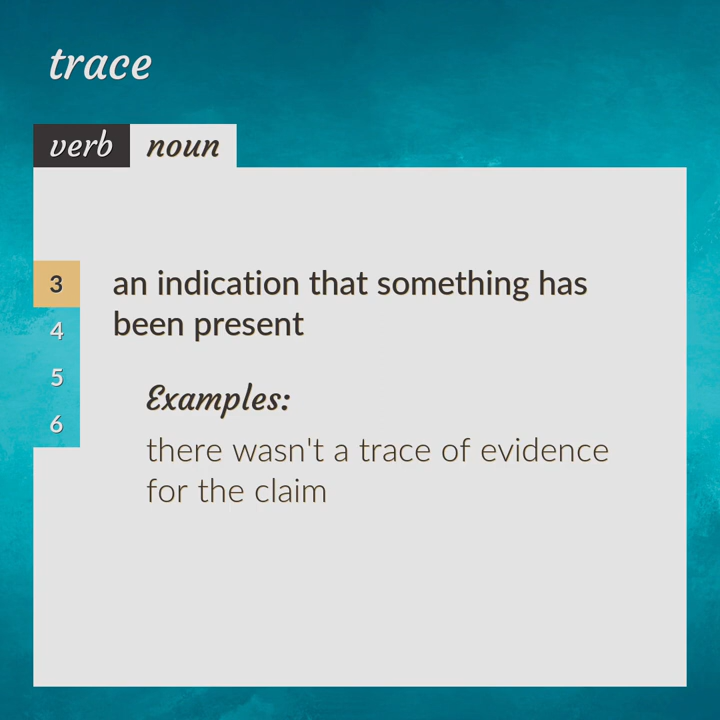 trace
verb noun
3
an indication that something has
been present
4
5
6
Examples:
there wasn't a trace of evidence
for the claim